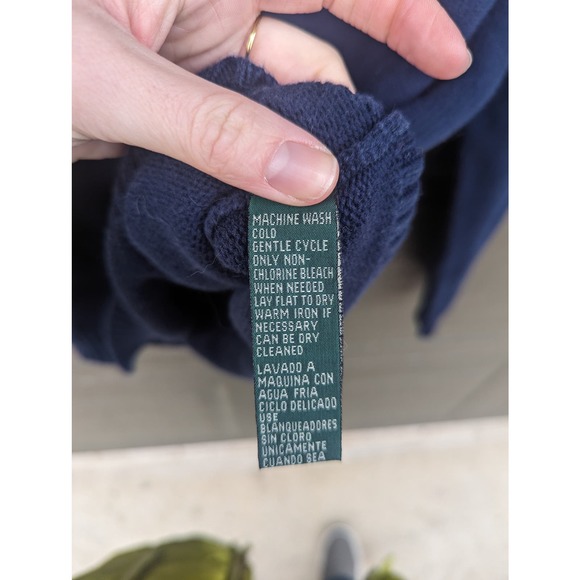 MACHINE WASH
COLD
GENTLE CYCLE
ONLY NON-
CHLORINE BLEACH
WHEN NEEDED
LAY FLAT TO DRY
WARM IRON IF
NECESSARY
CAN BE DRY
CLEANED
LAVADO A
MAQUINA CON
AGUA FRIA
CICLO DELICADO
USE
BLANQUEADORES
SIN CLORO
UNICAMENTE
CUANDO SEA